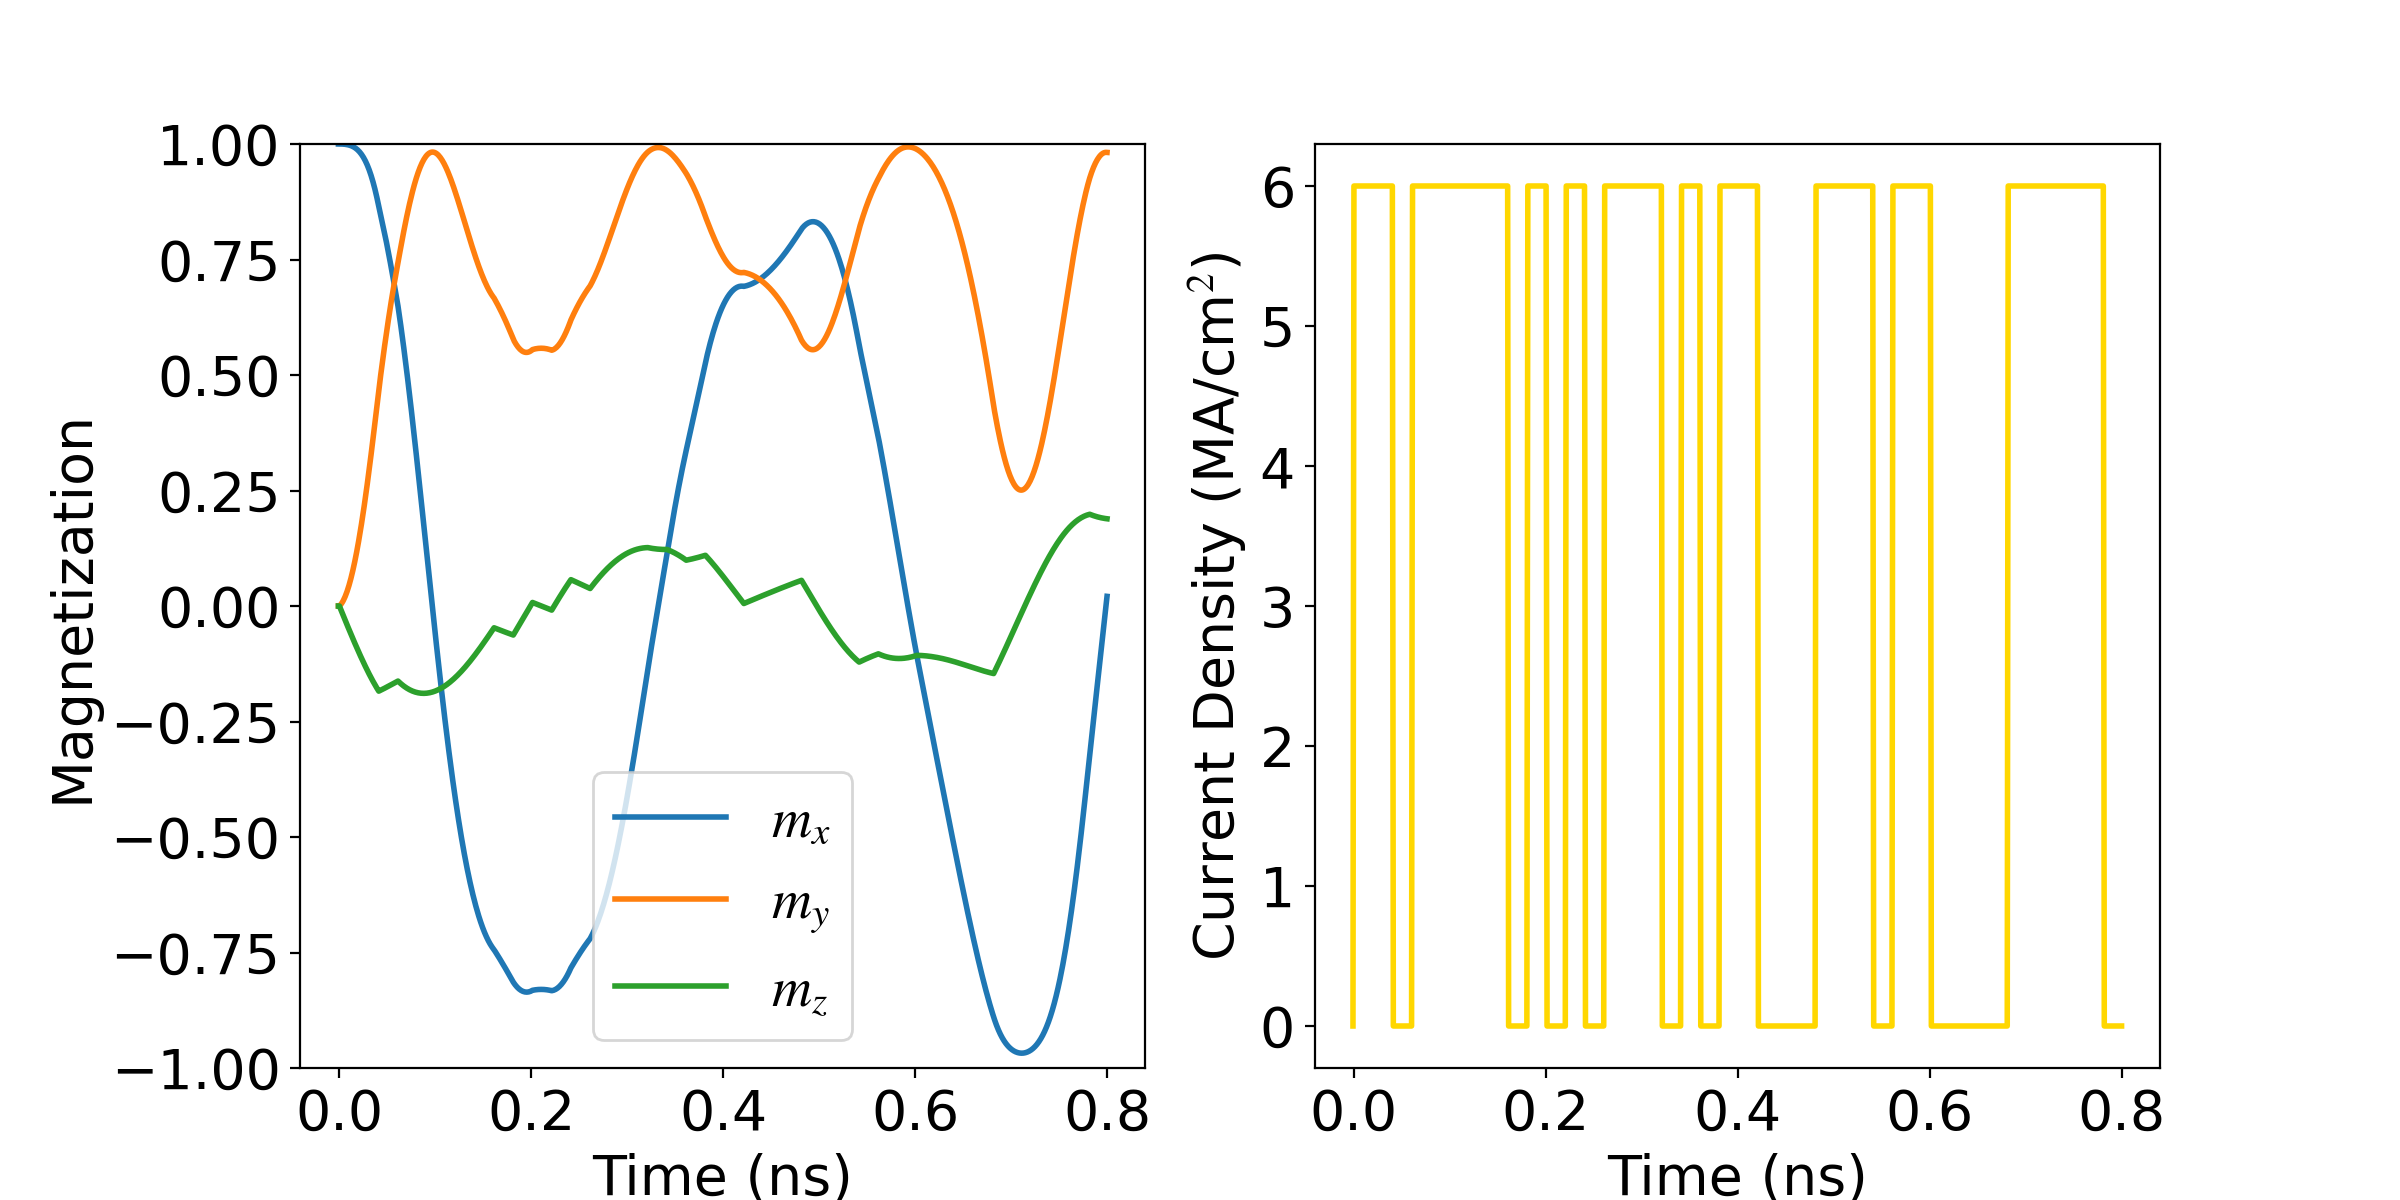 Magnetization
1.00
0.75
0.50
0.25
0.00
−0.25
−0.50
−0.75
−1.00
0.0 0.2 0.4 0.6 0.8
Time (ns)
m_x
m_y
m_z
Current Density (MA/cm²)
6
5
4
3
2
1
0
0.0 0.2 0.4 0.6 0.8
Time (ns)